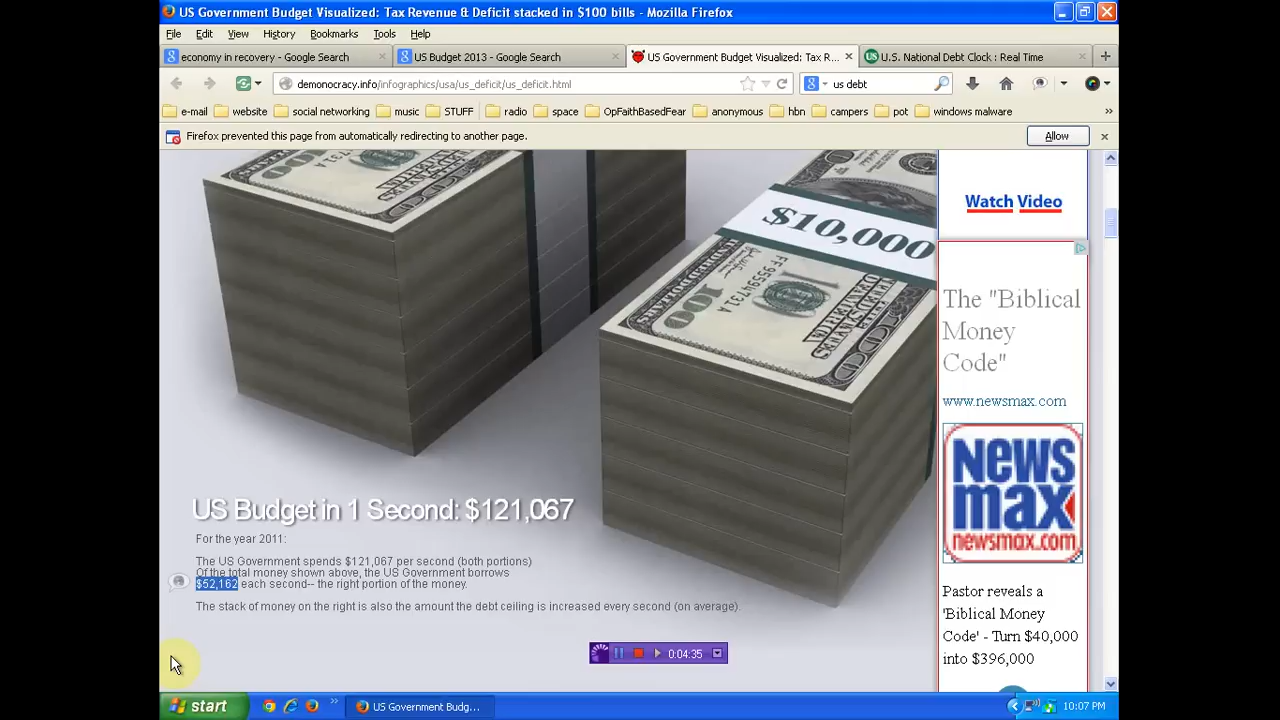 US Government Budget Visualized: Tax Revenue & Deficit stacked in $100 bills - Mozilla Firefox
File Edit View History Bookmarks Tools Help
economy in recovery - Google Search
US Budget 2013 - Google Search
US Government Budget Visualized: Tax R...
U.S. National Debt Clock : Real Time
demonocracy.info/infographics/usa/us_deficit/us_deficit.html
us debt
e-mail website social networking music STUFF radio space OpFaithBasedFear anonymous hbn campers pot windows malware
Firefox prevented this page from automatically redirecting to another page.
Allow
$10,000
100
FF95594731A
Watch Video
The "Biblical
Money
Code"
www.newsmax.com
NEWS
max
newsmax.com
Pastor reveals a
'Biblical Money
Code' - Turn $40,000
into $396,000
US Budget in 1 Second: $121,067
For the year 2011:
The US Government spends $121,067 per second (both portions)
Of the total money shown above, the US Government borrows
$52,162 each second-- the right portion of the money.
The stack of money on the right is also the amount the debt ceiling is increased every second (on average).
0:04:35
start
US Government Budg...
10:07 PM